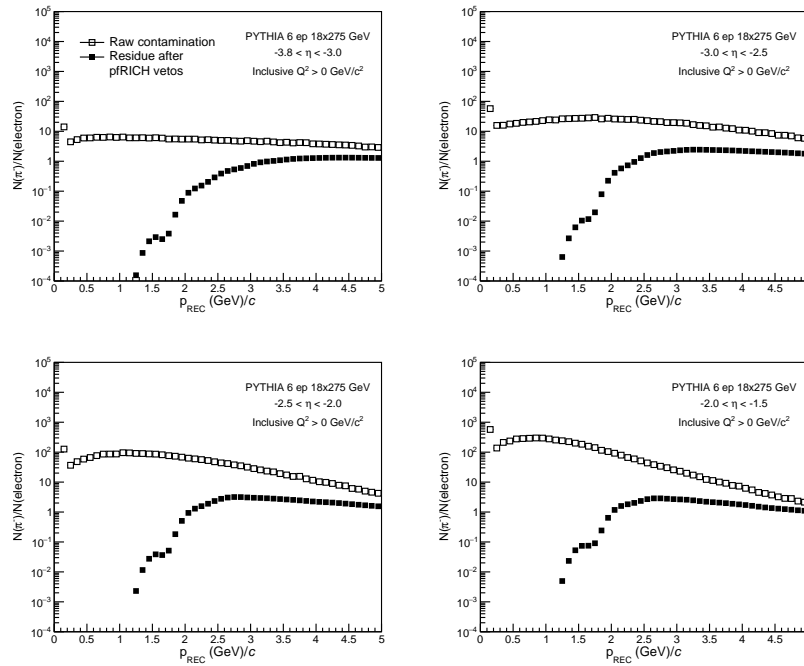 10⁵
10⁴
10³
10²
10
1
10⁻¹
10⁻²
10⁻³
10⁻⁴
N(π⁻)/N(electron)
Raw contamination
Residue after
pfRICH vetos
PYTHIA 6 ep 18x275 GeV
-3.8 < η < -3.0
Inclusive Q² > 0 GeV/c²
0 0.5 1 1.5 2 2.5 3 3.5 4 4.5 5
p_REC (GeV)/c
10⁵
10⁴
10³
10²
10
1
10⁻¹
10⁻²
10⁻³
10⁻⁴
N(π⁻)/N(electron)
PYTHIA 6 ep 18x275 GeV
-3.0 < η < -2.5
Inclusive Q² > 0 GeV/c²
0 0.5 1 1.5 2 2.5 3 3.5 4 4.5 5
p_REC (GeV)/c
10⁵
10⁴
10³
10²
10
1
10⁻¹
10⁻²
10⁻³
10⁻⁴
N(π⁻)/N(electron)
PYTHIA 6 ep 18x275 GeV
-2.5 < η < -2.0
Inclusive Q² > 0 GeV/c²
0 0.5 1 1.5 2 2.5 3 3.5 4 4.5 5
p_REC (GeV)/c
10⁵
10⁴
10³
10²
10
1
10⁻¹
10⁻²
10⁻³
10⁻⁴
N(π⁻)/N(electron)
PYTHIA 6 ep 18x275 GeV
-2.0 < η < -1.5
Inclusive Q² > 0 GeV/c²
0 0.5 1 1.5 2 2.5 3 3.5 4 4.5 5
p_REC (GeV)/c